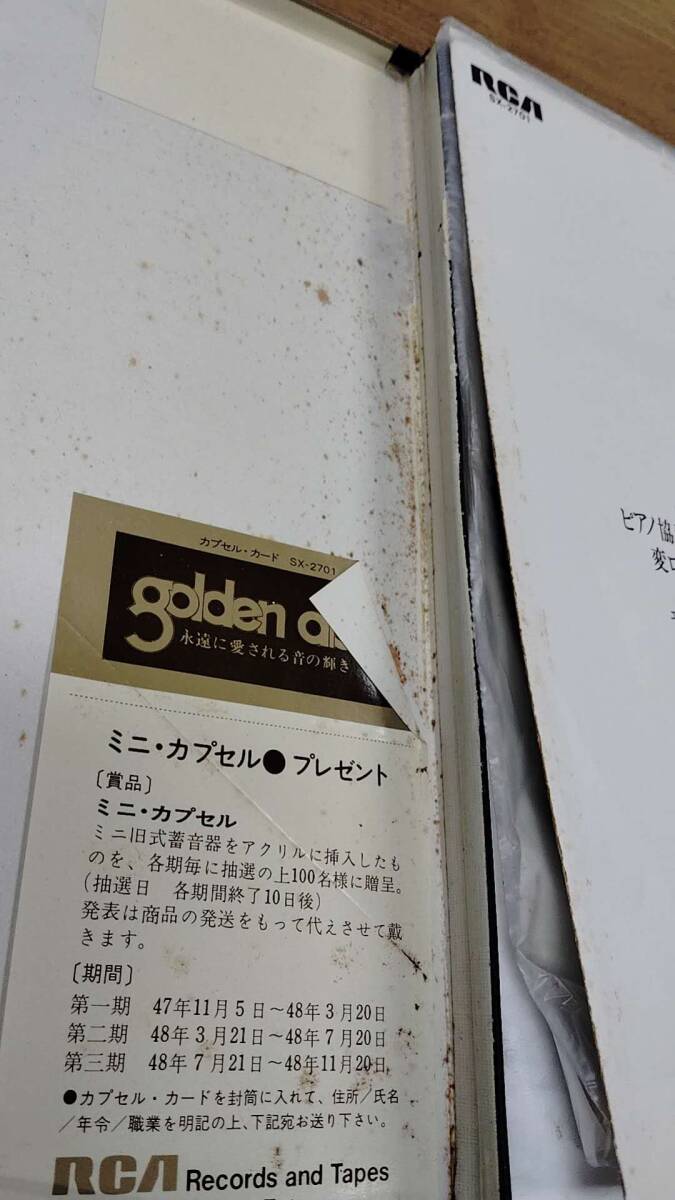 RCA
SX-2701
ピアノ協
変ロ
カプセル・カード SX-2701
golden
永遠に愛される音の輝き
ミニ・カプセル●プレゼント
〔賞品〕
ミニ・カプセル
ミニ旧式蓄音器をアクリルに挿入したも
のを、各期毎に抽選の上100名様に贈呈。
(抽選日 各期間終了10日後)
発表は商品の発送をもって代えさせて戴
きます。
〔期間〕
第一期 47年11月5日〜48年3月20日
第二期 48年3月21日〜48年7月20日
第三期 48年7月21日〜48年11月20日
●カプセル・カードを封筒に入れて、住所/氏名
/年令/職業を明記の上、下記宛お送り下さい。
RCA Records and Tapes